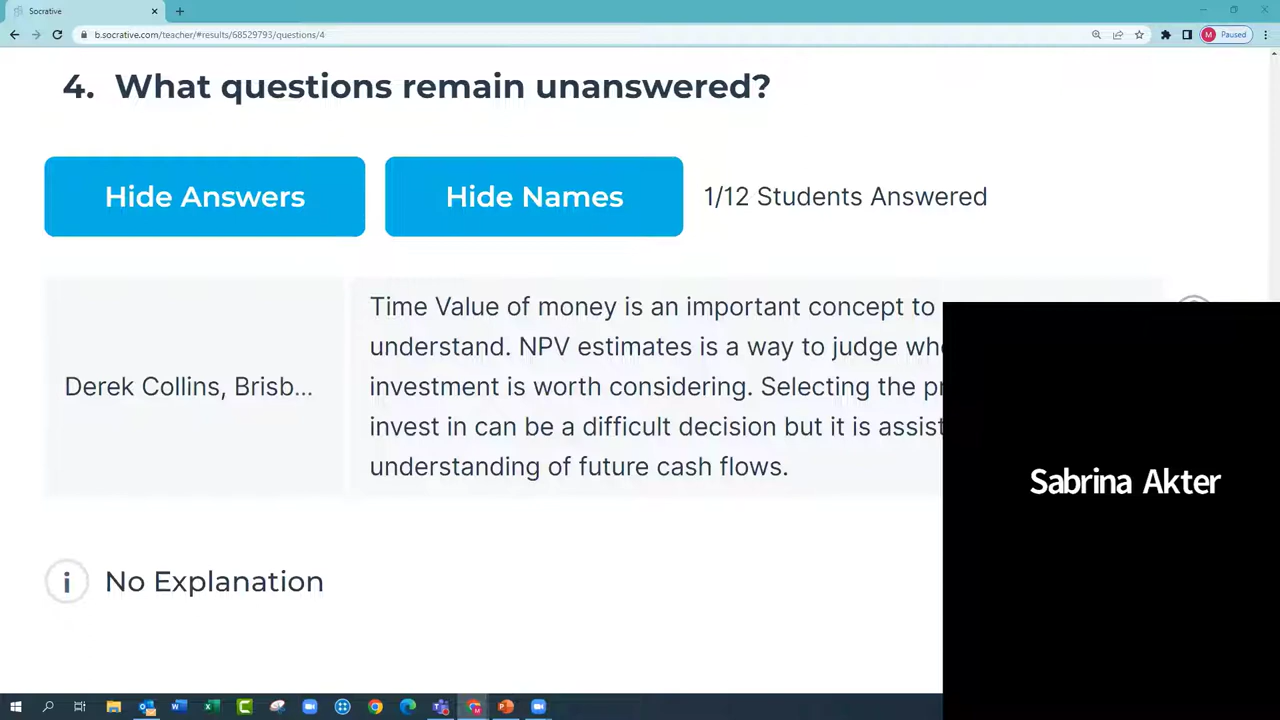 Socrative
b.socrative.com/teacher/#results/68529793/questions/4
Paused
M
4. What questions remain unanswered?
Hide Answers
Hide Names
1/12 Students Answered
Derek Collins, Brisb...
Time Value of money is an important concept to
understand. NPV estimates is a way to judge
investment is worth considering. Selecting the
invest in can be a difficult decision but it is
understanding of future cash flows.
Sabrina Akter
i No Explanation